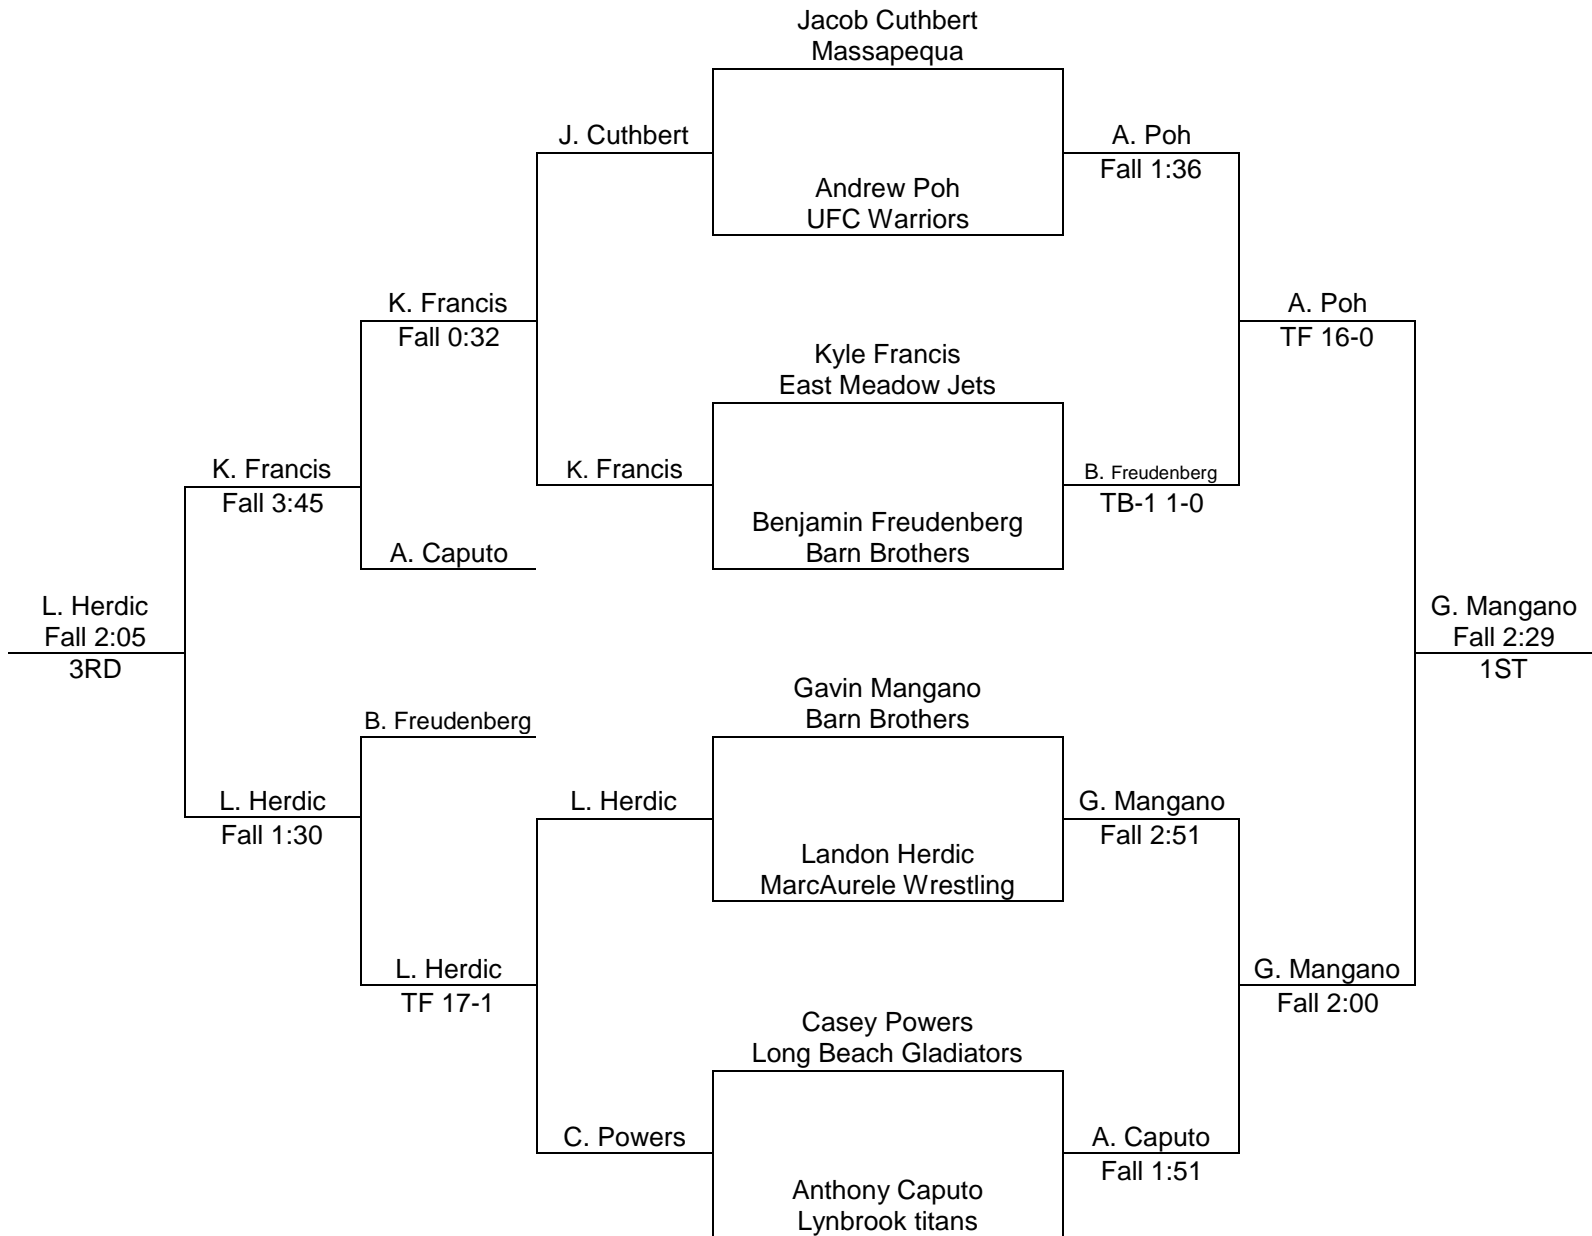 Jacob Cuthbert
Massapequa
J. Cuthbert
A. Poh
Fall 1:36
Andrew Poh
UFC Warriors
K. Francis
Fall 0:32
A. Poh
TF 16-0
Kyle Francis
East Meadow Jets
K. Francis
Fall 3:45
K. Francis
B. Freudenberg
TB-1 1-0
Benjamin Freudenberg
Barn Brothers
A. Caputo
L. Herdic
Fall 2:05
3RD
G. Mangano
Fall 2:29
1ST
Gavin Mangano
Barn Brothers
B. Freudenberg
L. Herdic
Fall 1:30
L. Herdic
G. Mangano
Fall 2:51
Landon Herdic
MarcAurele Wrestling
L. Herdic
TF 17-1
G. Mangano
Fall 2:00
Casey Powers
Long Beach Gladiators
C. Powers
A. Caputo
Fall 1:51
Anthony Caputo
Lynbrook titans